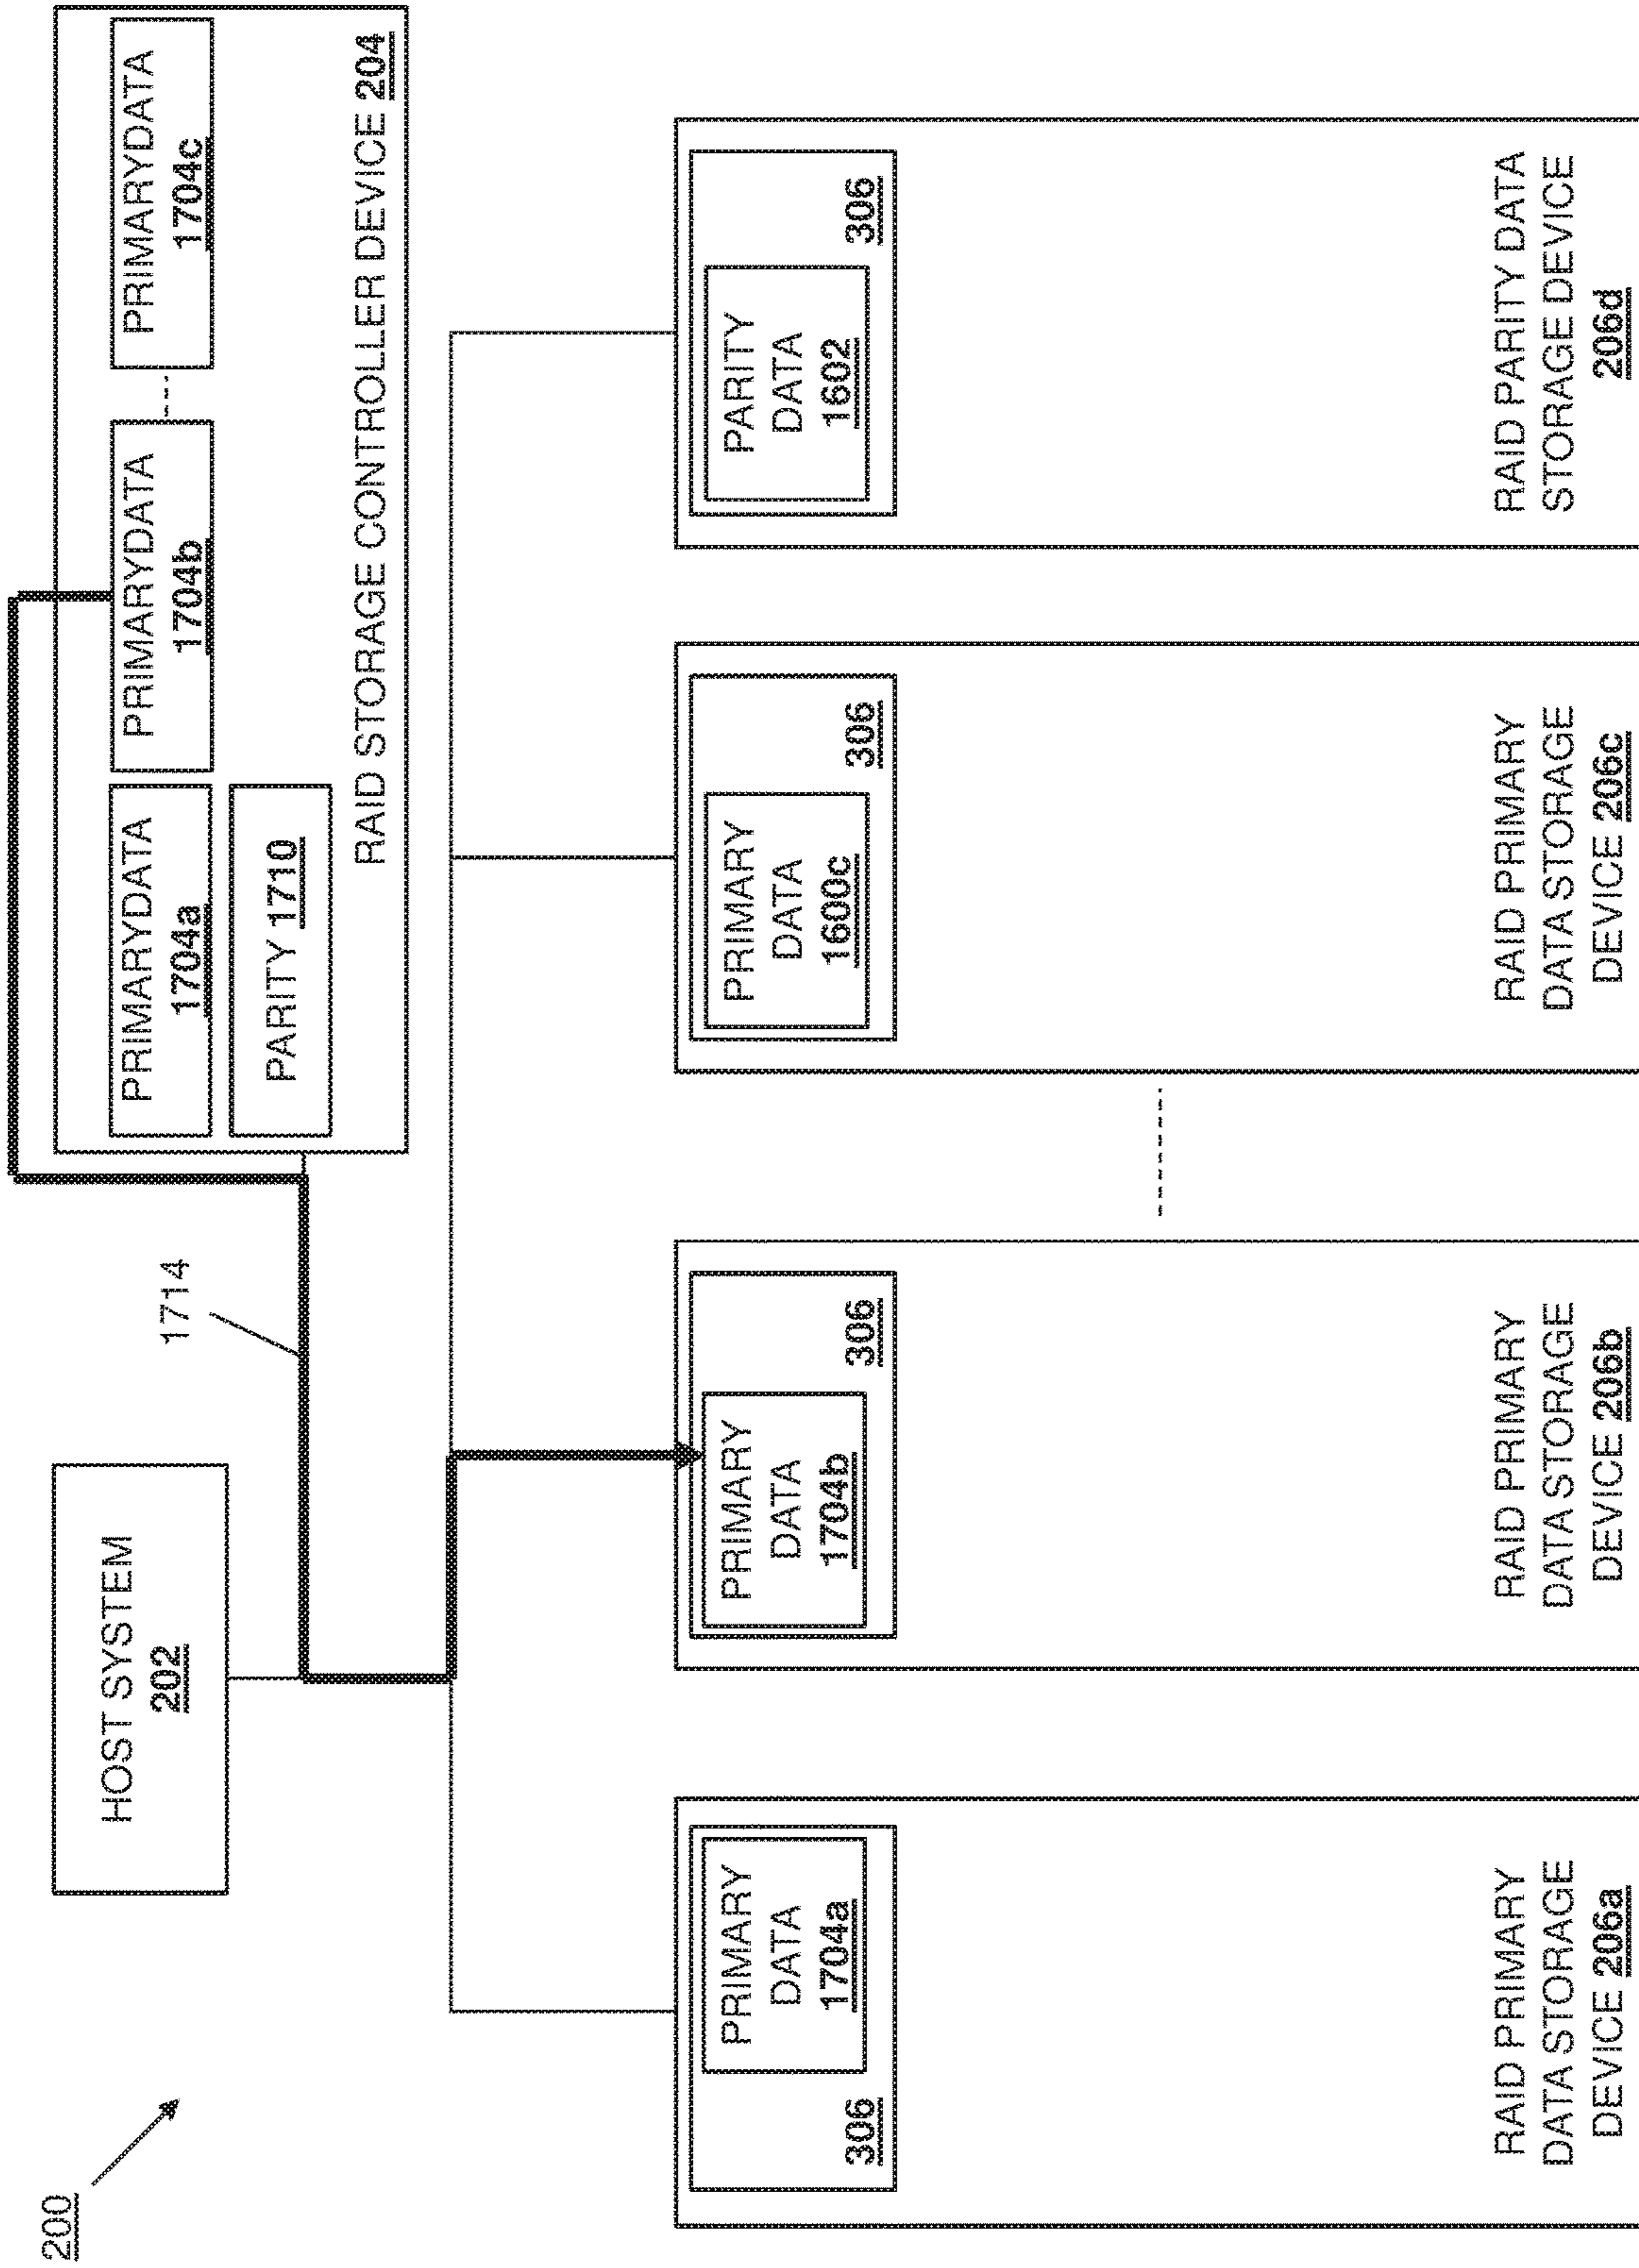 200
HOST SYSTEM
202
1714
PRIMARYDATA
1704a
PRIMARYDATA
1704b
PRIMARYDATA
1704c
PARITY 1710
RAID STORAGE CONTROLLER DEVICE 204
PRIMARY
DATA
1704a
306
RAID PRIMARY
DATA STORAGE
DEVICE 206a
PRIMARY
DATA
1704b
306
RAID PRIMARY
DATA STORAGE
DEVICE 206b
PRIMARY
DATA
1600c
306
RAID PRIMARY
DATA STORAGE
DEVICE 206c
PARITY
DATA
1602
306
RAID PARITY DATA
STORAGE DEVICE
206d